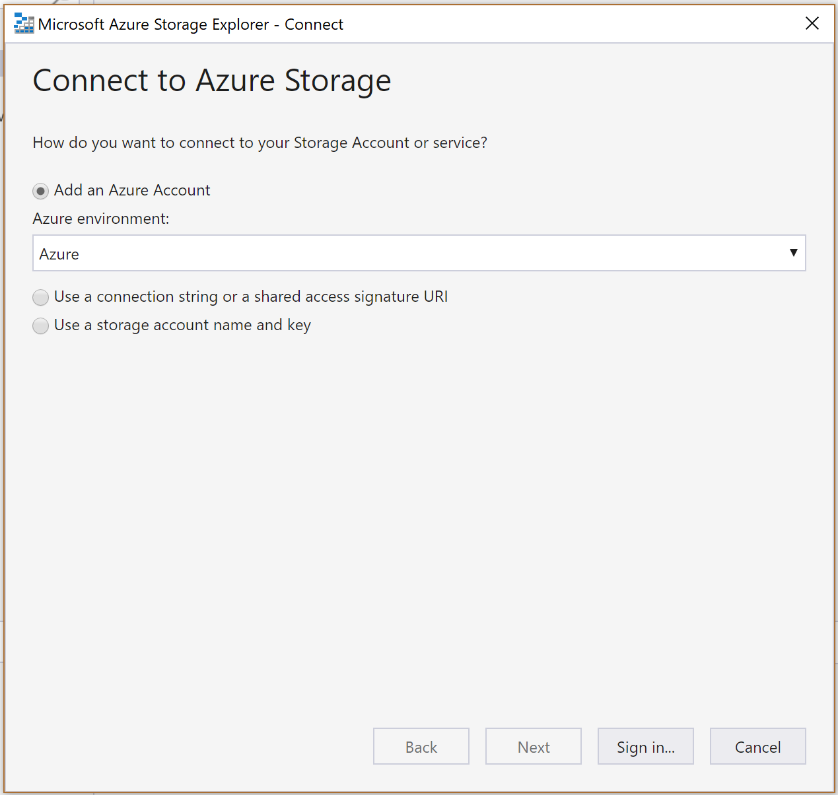 Microsoft Azure Storage Explorer - Connect
Connect to Azure Storage
How do you want to connect to your Storage Account or service?
Add an Azure Account
Azure environment:
Azure
Use a connection string or a shared access signature URI
Use a storage account name and key
Back Next Sign in... Cancel